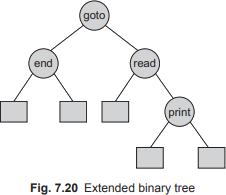 goto
end read
print
Fig. 7.20 Extended binary tree